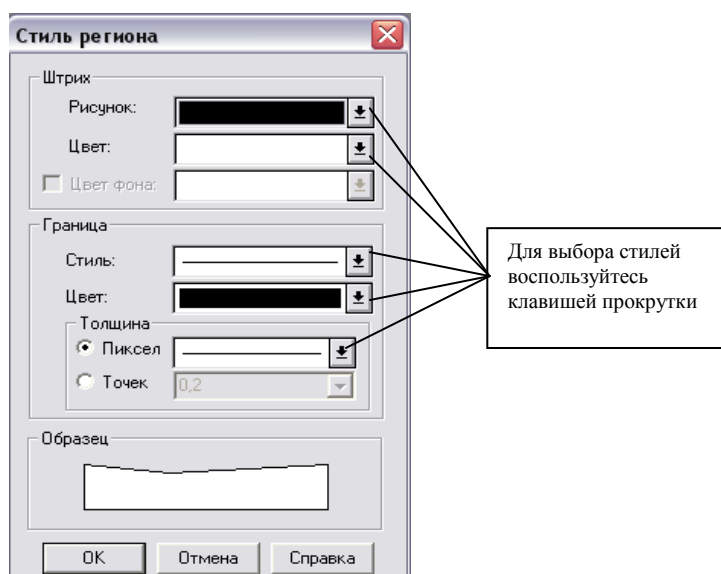 Стиль региона
Штрих
Рисунок:
Цвет:
Цвет фона:
Граница
Стиль:
Цвет:
Толщина
Пиксел
Точек 0,2
Образец
OK Отмена Справка
Для выбора стилей
воспользуйтесь
клавишей прокрутки